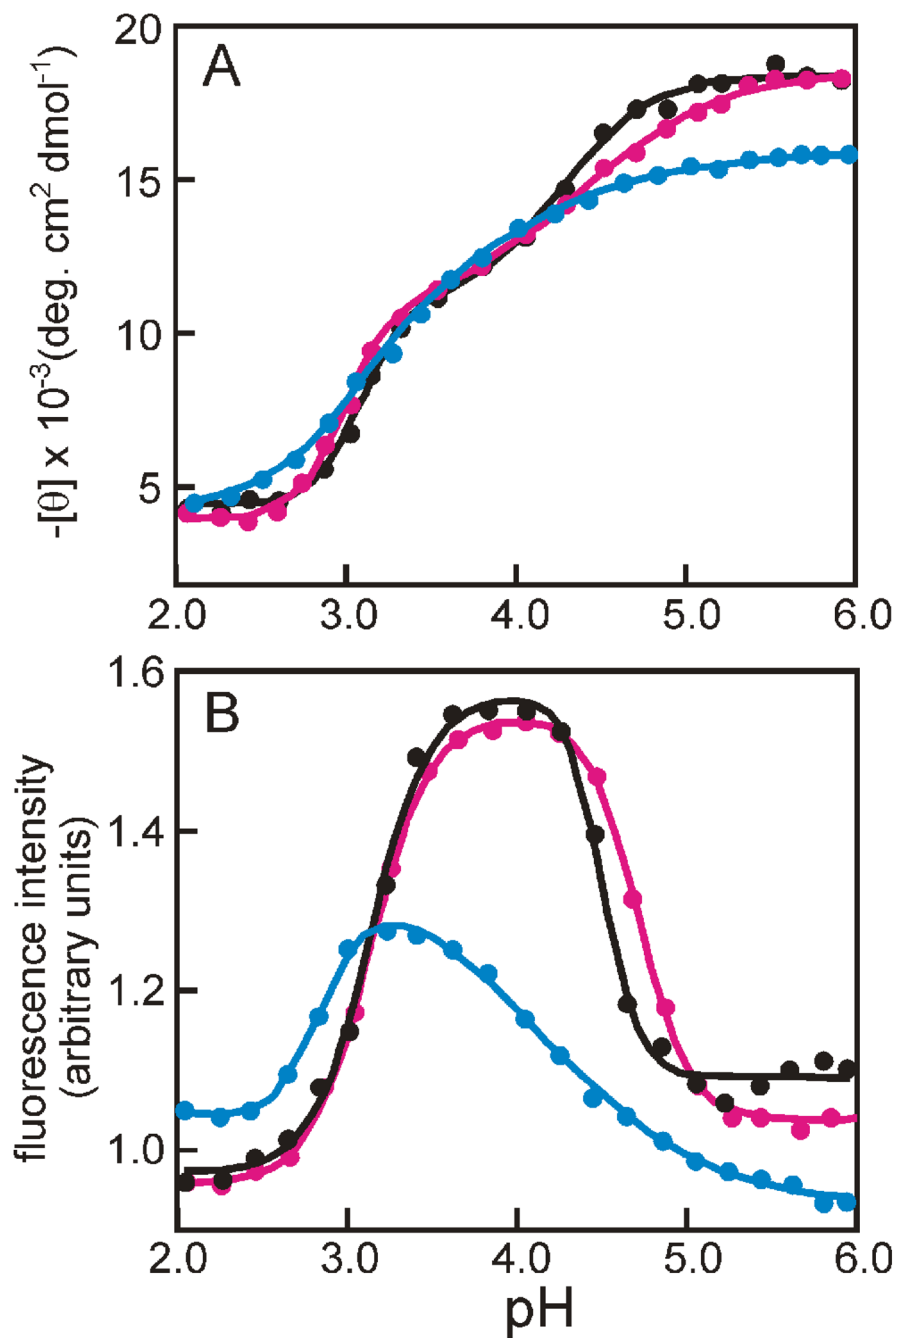 A
-[θ] x 10⁻³(deg. cm² dmol⁻¹)
20
15
10
5
2.0 3.0 4.0 5.0 6.0
B
fluorescence intensity
(arbitrary units)
1.6
1.4
1.2
1.0
2.0 3.0 4.0 5.0 6.0
pH